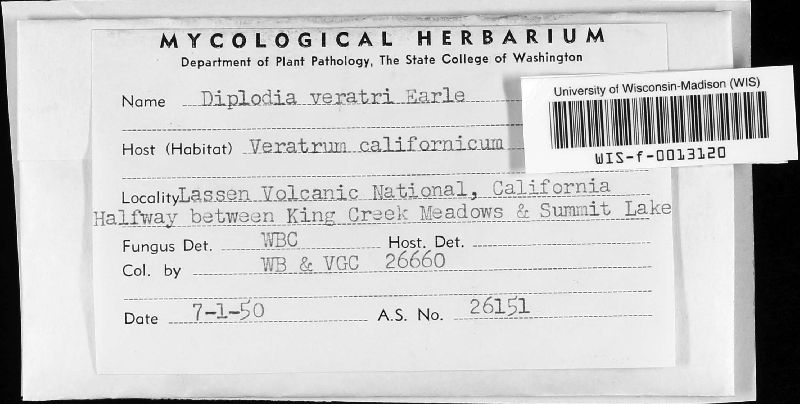 MYCOLOGICAL HERBARIUM
Department of Plant Pathology, The State College of Washington
Name Diplodia veratri Earle
University of Wisconsin-Madison (WIS)
WIS-f-0013120
Host (Habitat) Veratrum californicum
Locality Lassen Volcanic National, California
Halfway between King Creek Meadows & Summit Lake
Fungus Det. WBC Host. Det.
Col. by WB & VGC 26660
Date 7-1-50 A.S. No. 26151